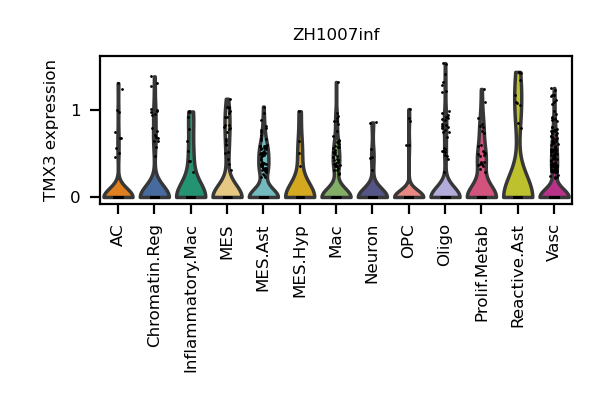 ZH1007inf
TMX3 expression
1
0
AC
Chromatin.Reg
Inflammatory.Mac
MES
MES.Ast
MES.Hyp
Mac
Neuron
OPC
Oligo
Prolif.Metab
Reactive.Ast
Vasc